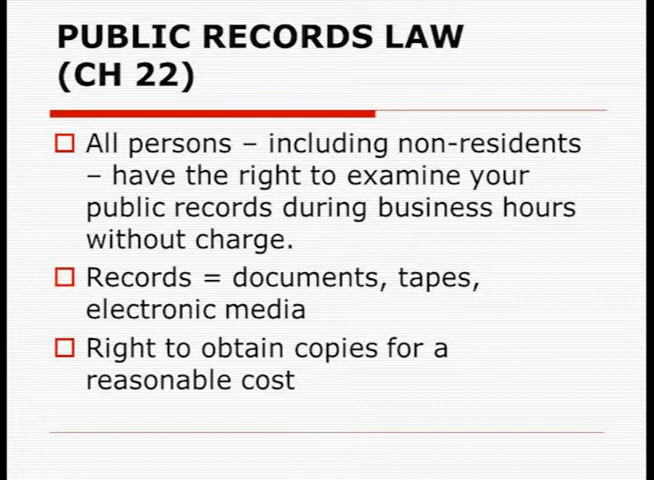 PUBLIC RECORDS LAW
(CH 22)
All persons – including non-residents
– have the right to examine your
public records during business hours
without charge.
Records = documents, tapes,
electronic media
Right to obtain copies for a
reasonable cost